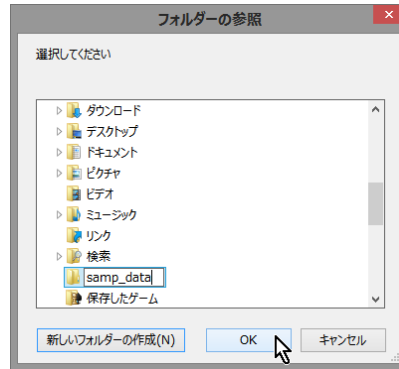 フォルダーの参照
選択してください
ダウンロード
デスクトップ
ドキュメント
ピクチャ
ビデオ
ミュージック
リンク
検索
samp_data
保存したゲーム
新しいフォルダーの作成(N)
OK
キャンセル